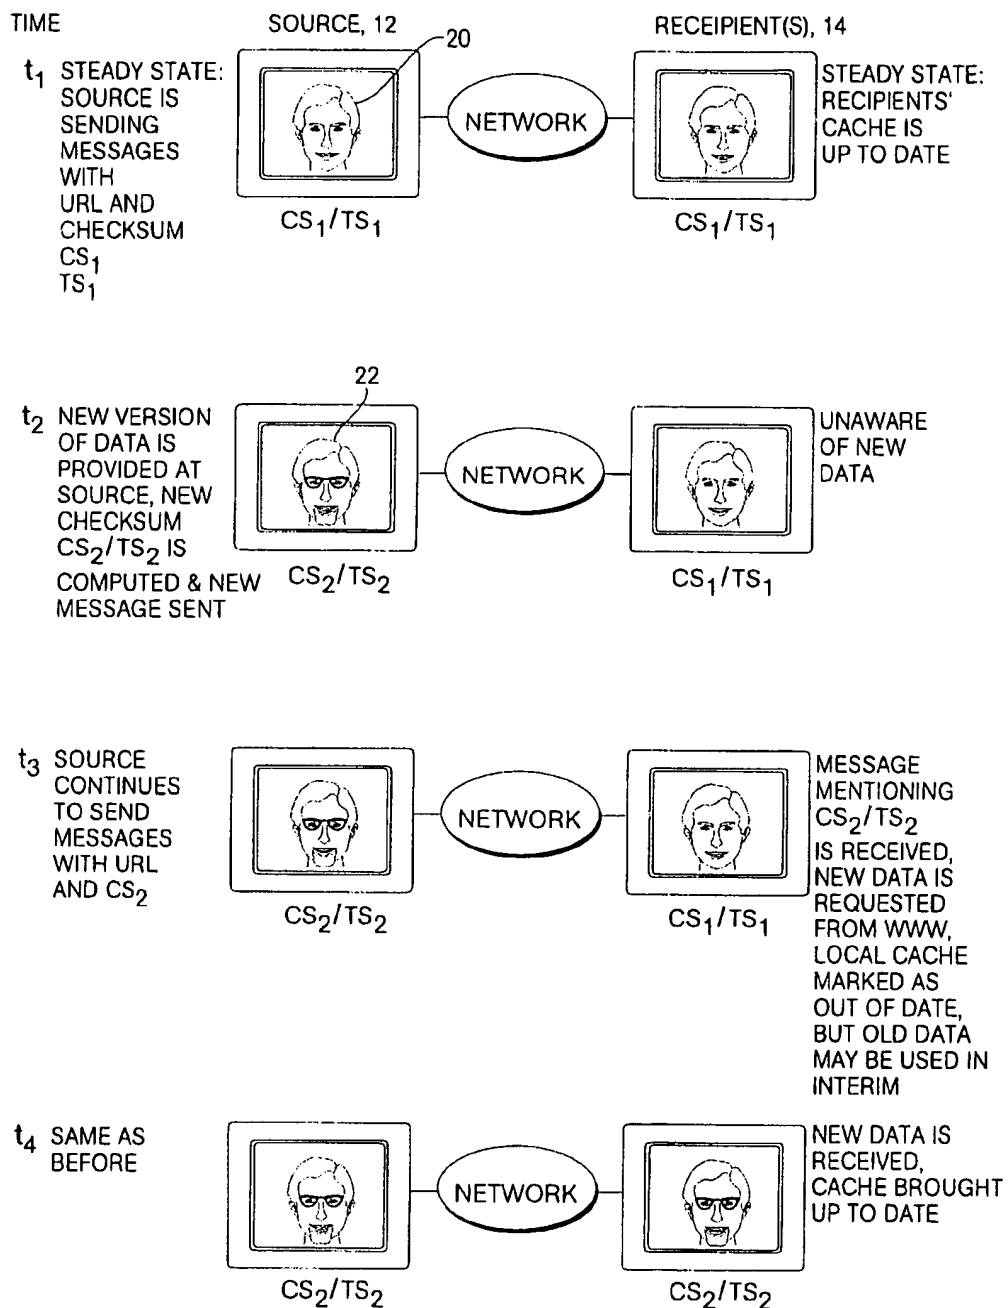 TIME
SOURCE, 12
20
RECEIPIENT(S), 14
t1 STEADY STATE:
SOURCE IS
SENDING
MESSAGES
WITH
URL AND
CHECKSUM
CS1
TS1
NETWORK
CS1/TS1
CS1/TS1
STEADY STATE:
RECIPIENTS'
CACHE IS
UP TO DATE
22
t2 NEW VERSION
OF DATA IS
PROVIDED AT
SOURCE, NEW
CHECKSUM
CS2/TS2 IS
COMPUTED & NEW
MESSAGE SENT
NETWORK
CS2/TS2
CS1/TS1
UNAWARE
OF NEW
DATA
t3 SOURCE
CONTINUES
TO SEND
MESSAGES
WITH URL
AND CS2
NETWORK
CS2/TS2
CS1/TS1
MESSAGE
MENTIONING
CS2/TS2
IS RECEIVED,
NEW DATA IS
REQUESTED
FROM WWW,
LOCAL CACHE
MARKED AS
OUT OF DATE,
BUT OLD DATA
MAY BE USED IN
INTERIM
t4 SAME AS
BEFORE
NETWORK
CS2/TS2
CS2/TS2
NEW DATA IS
RECEIVED,
CACHE BROUGHT
UP TO DATE